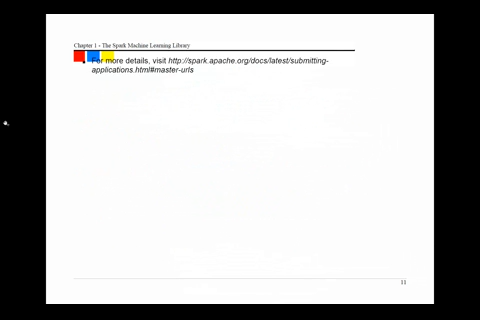 Chapter 1 - The Spark Machine Learning Library
• For more details, visit http://spark.apache.org/docs/latest/submitting-
applications.html#master-urls
11